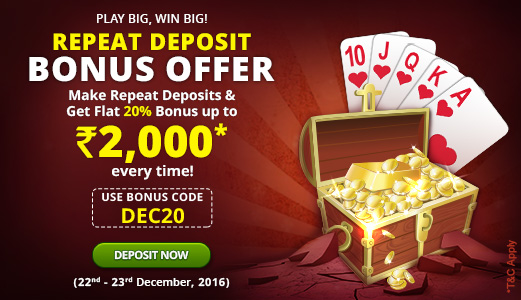 PLAY BIG, WIN BIG!
REPEAT DEPOSIT
BONUS OFFER
Make Repeat Deposits &
Get Flat 20% Bonus up to
₹2,000*
every time!
USE BONUS CODE
DEC20
DEPOSIT NOW
(22nd - 23rd December, 2016)
10 J Q K A
*T&C Apply